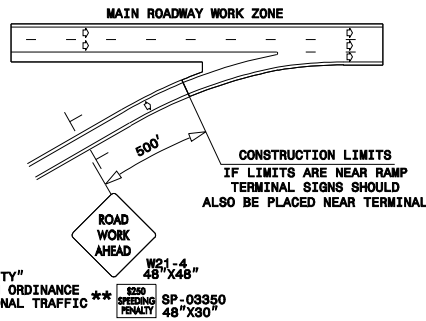 MAIN ROADWAY WORK ZONE
500'
CONSTRUCTION LIMITS
IF LIMITS ARE NEAR RAMP
TERMINAL SIGNS SHOULD
ALSO BE PLACED NEAR TERMINAL
ROAD
WORK
AHEAD
W21-4
48"X48"
TY"
ORDINANCE
NAL TRAFFIC **
$250
SPEEDING
PENALTY
SP-03350
48"X30"